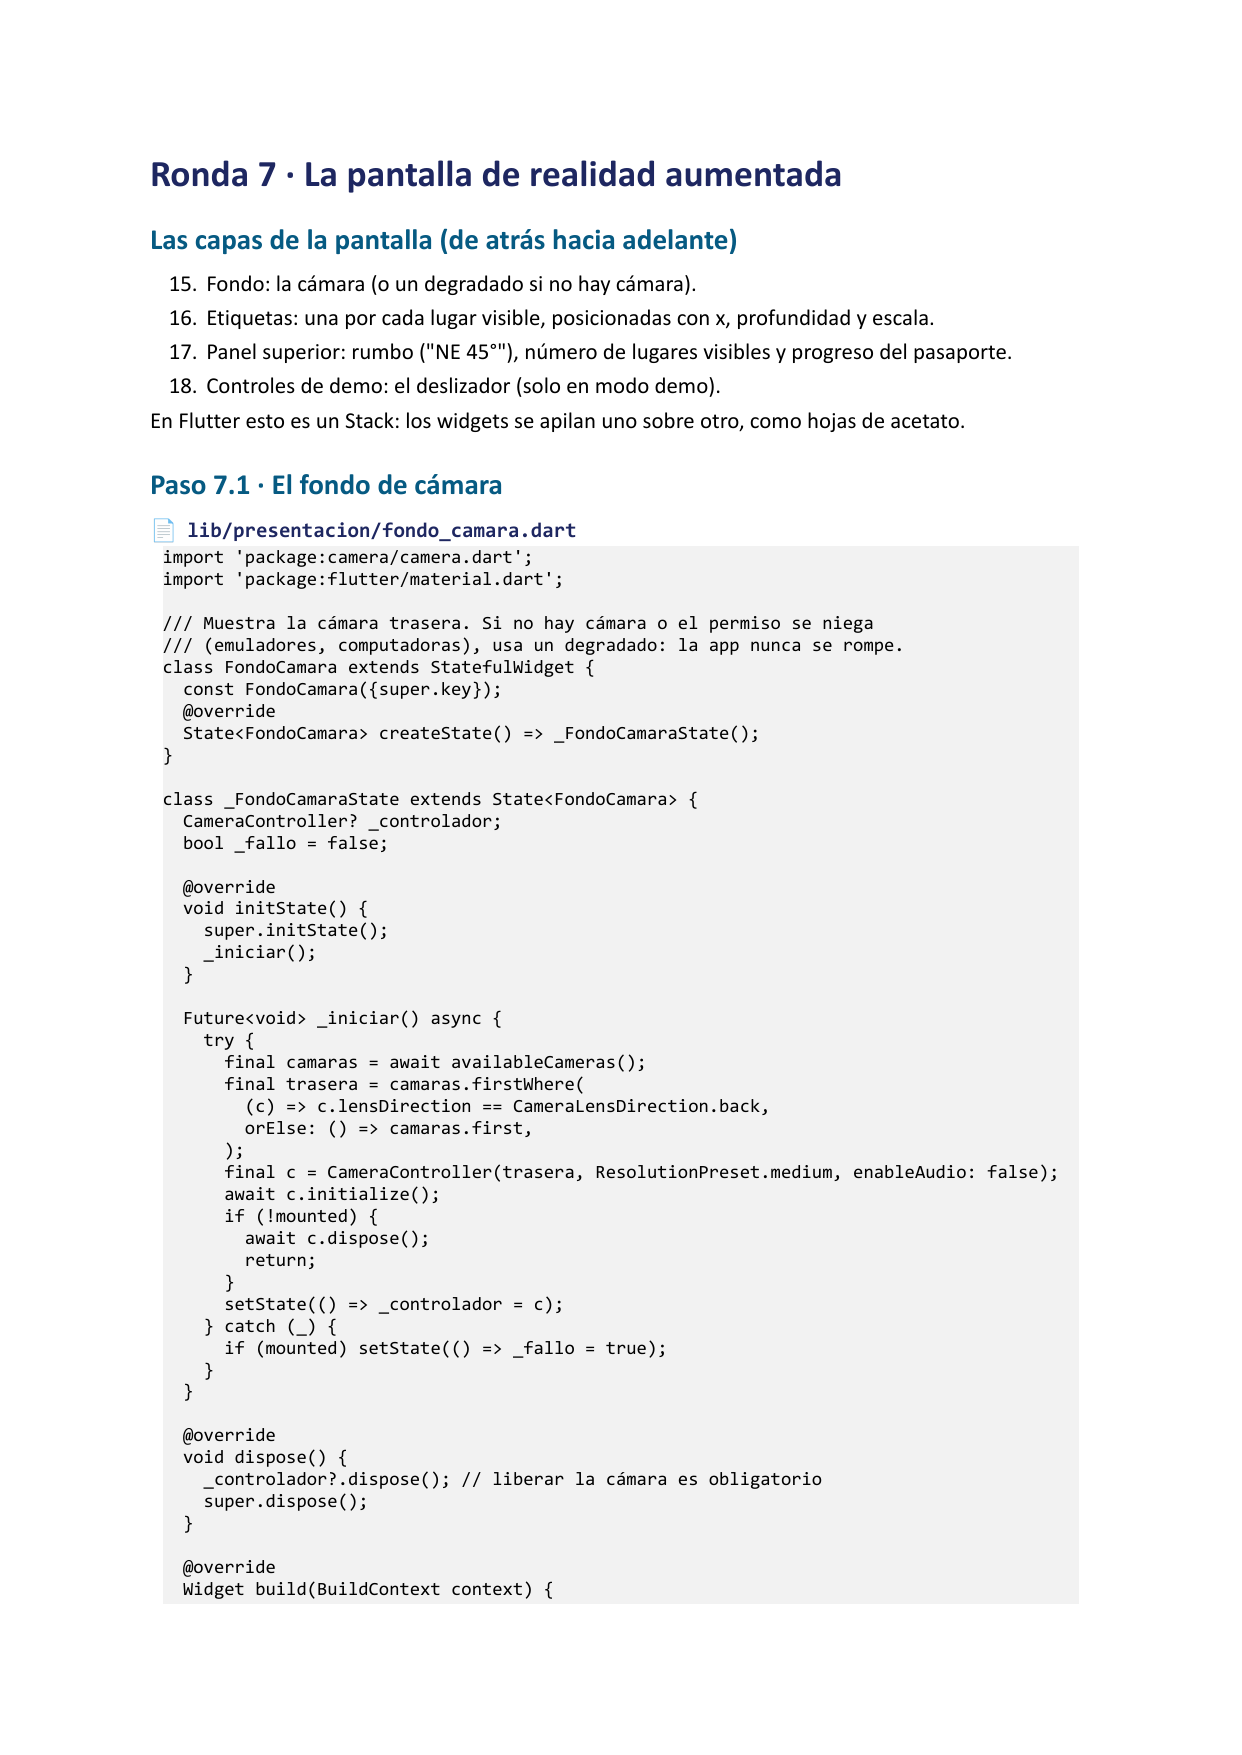 Ronda 7 · La pantalla de realidad aumentada
Las capas de la pantalla (de atrás hacia adelante)
15. Fondo: la cámara (o un degradado si no hay cámara).
16. Etiquetas: una por cada lugar visible, posicionadas con x, profundidad y escala.
17. Panel superior: rumbo ("NE 45°"), número de lugares visibles y progreso del pasaporte.
18. Controles de demo: el deslizador (solo en modo demo).
En Flutter esto es un Stack: los widgets se apilan uno sobre otro, como hojas de acetato.
Paso 7.1 · El fondo de cámara
📄 lib/presentacion/fondo_camara.dart
import 'package:camera/camera.dart';
import 'package:flutter/material.dart';

/// Muestra la cámara trasera. Si no hay cámara o el permiso se niega
/// (emuladores, computadoras), usa un degradado: la app nunca se rompe.
class FondoCamara extends StatefulWidget {
  const FondoCamara({super.key});
  @override
  State<FondoCamara> createState() => _FondoCamaraState();
}

class _FondoCamaraState extends State<FondoCamara> {
  CameraController? _controlador;
  bool _fallo = false;

  @override
  void initState() {
    super.initState();
    _iniciar();
  }

  Future<void> _iniciar() async {
    try {
      final camaras = await availableCameras();
      final trasera = camaras.firstWhere(
        (c) => c.lensDirection == CameraLensDirection.back,
        orElse: () => camaras.first,
      );
      final c = CameraController(trasera, ResolutionPreset.medium, enableAudio: false);
      await c.initialize();
      if (!mounted) {
        await c.dispose();
        return;
      }
      setState(() => _controlador = c);
    } catch (_) {
      if (mounted) setState(() => _fallo = true);
    }
  }

  @override
  void dispose() {
    _controlador?.dispose(); // liberar la cámara es obligatorio
    super.dispose();
  }

  @override
  Widget build(BuildContext context) {